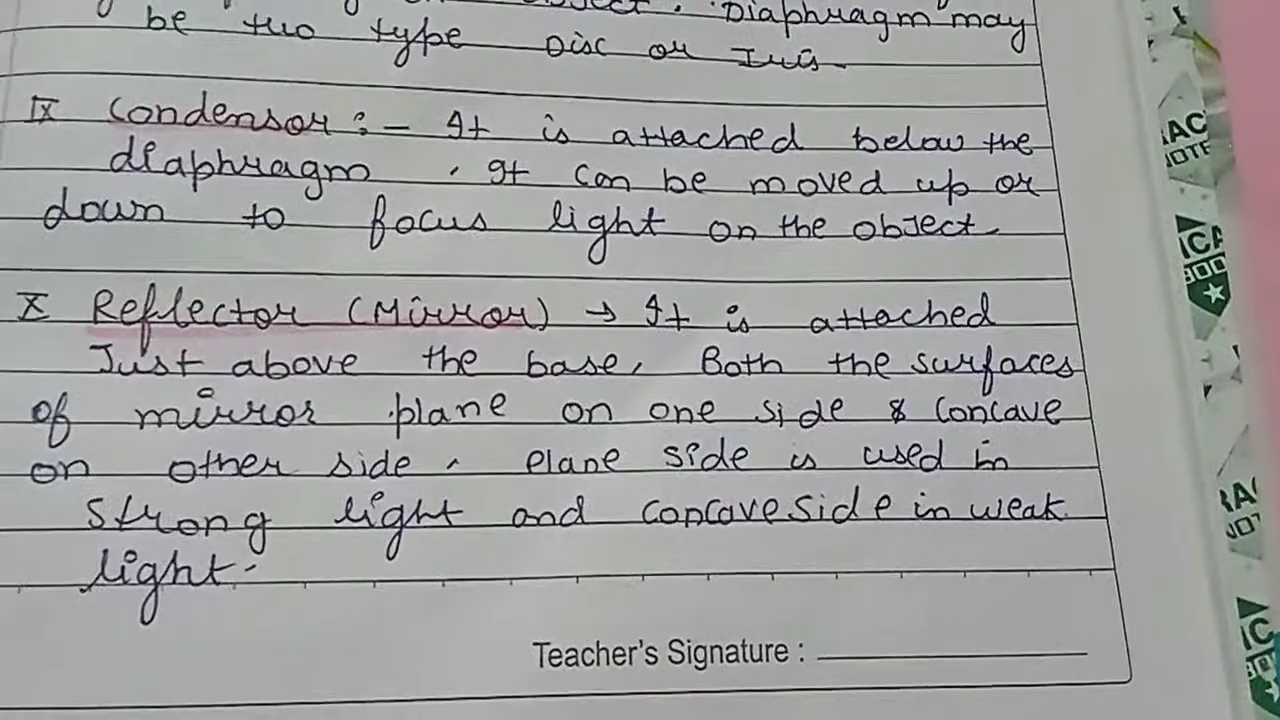 object. Diaphragm may
be two type Disc or Iris.
IX Condensor :- It is attached below the
diaphragm. It can be moved up or
down to focus light on the object.
X Reflector (Mirror) → It is attached
Just above the base. Both the surfaces
of mirror plane on one side & concave
on other side. Plane side is used in
strong light and concave side in weak
light.
Teacher's Signature :